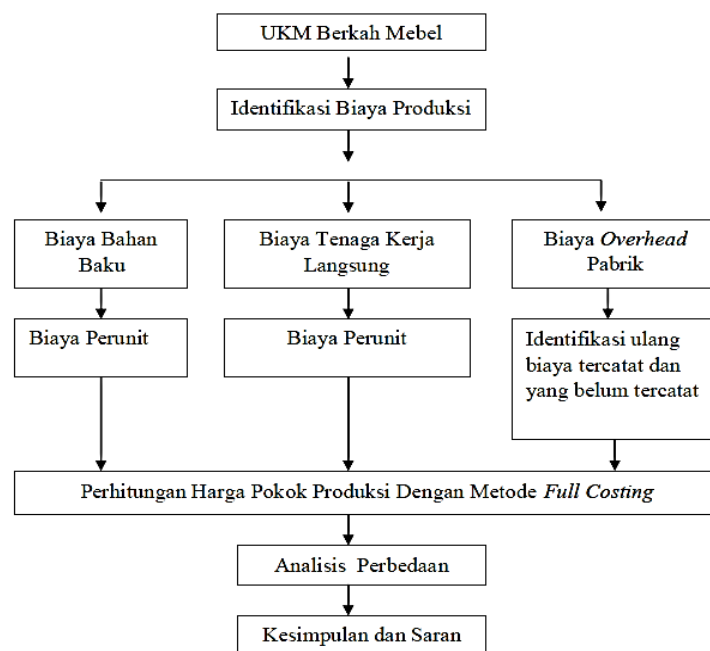 UKM Berkah Mebel
Identifikasi Biaya Produksi
Biaya Bahan
Baku
Biaya Tenaga Kerja
Langsung
Biaya Overhead
Pabrik
Biaya Perunit
Biaya Perunit
Identifikasi ulang
biaya tercatat dan
yang belum tercatat
Perhitungan Harga Pokok Produksi Dengan Metode Full Costing
Analisis Perbedaan
Kesimpulan dan Saran